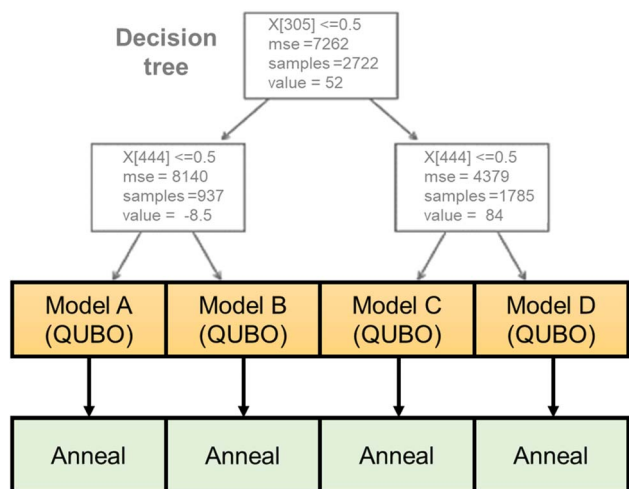 Decision
tree
X[305] <=0.5
mse =7262
samples =2722
value = 52
X[444] <=0.5
mse = 8140
samples =937
value = -8.5
X[444] <=0.5
mse = 4379
samples =1785
value = 84
Model A
(QUBO)
Model B
(QUBO)
Model C
(QUBO)
Model D
(QUBO)
Anneal
Anneal
Anneal
Anneal